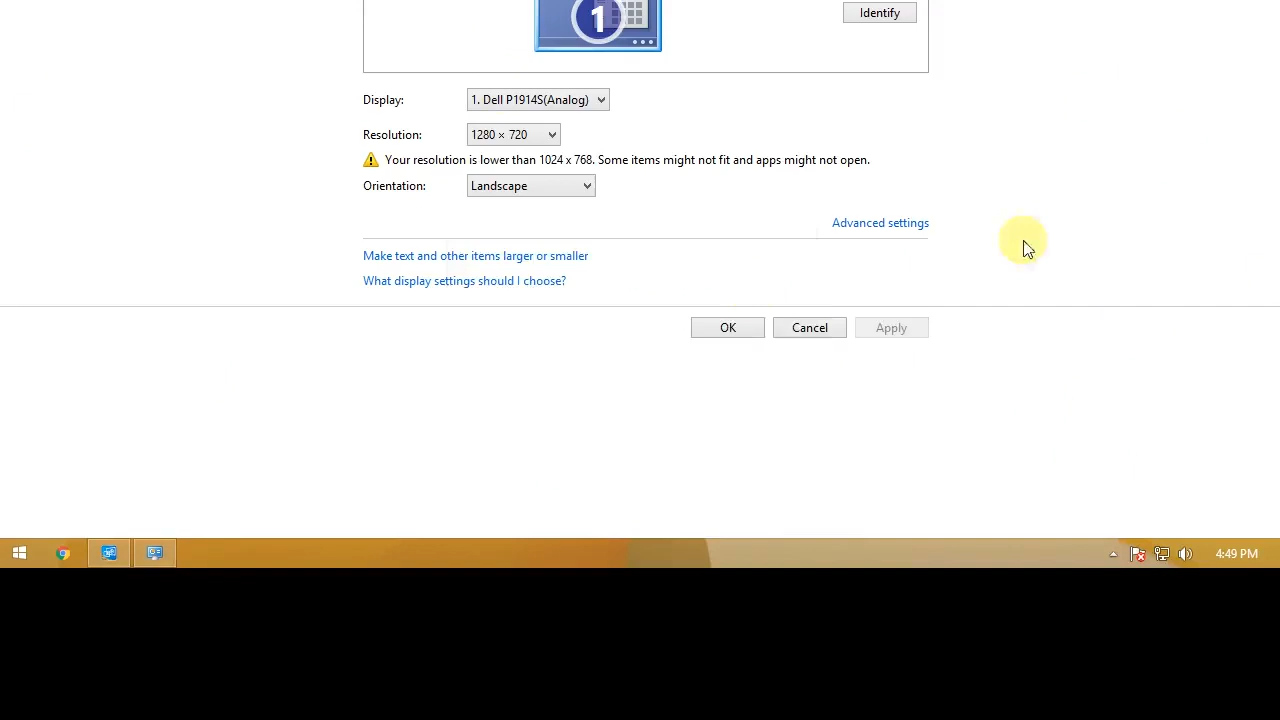 1
Identify
Display: 1. Dell P1914S(Analog)
Resolution: 1280 × 720
Your resolution is lower than 1024 x 768. Some items might not fit and apps might not open.
Orientation: Landscape
Advanced settings
Make text and other items larger or smaller
What display settings should I choose?
OK Cancel Apply
4:49 PM